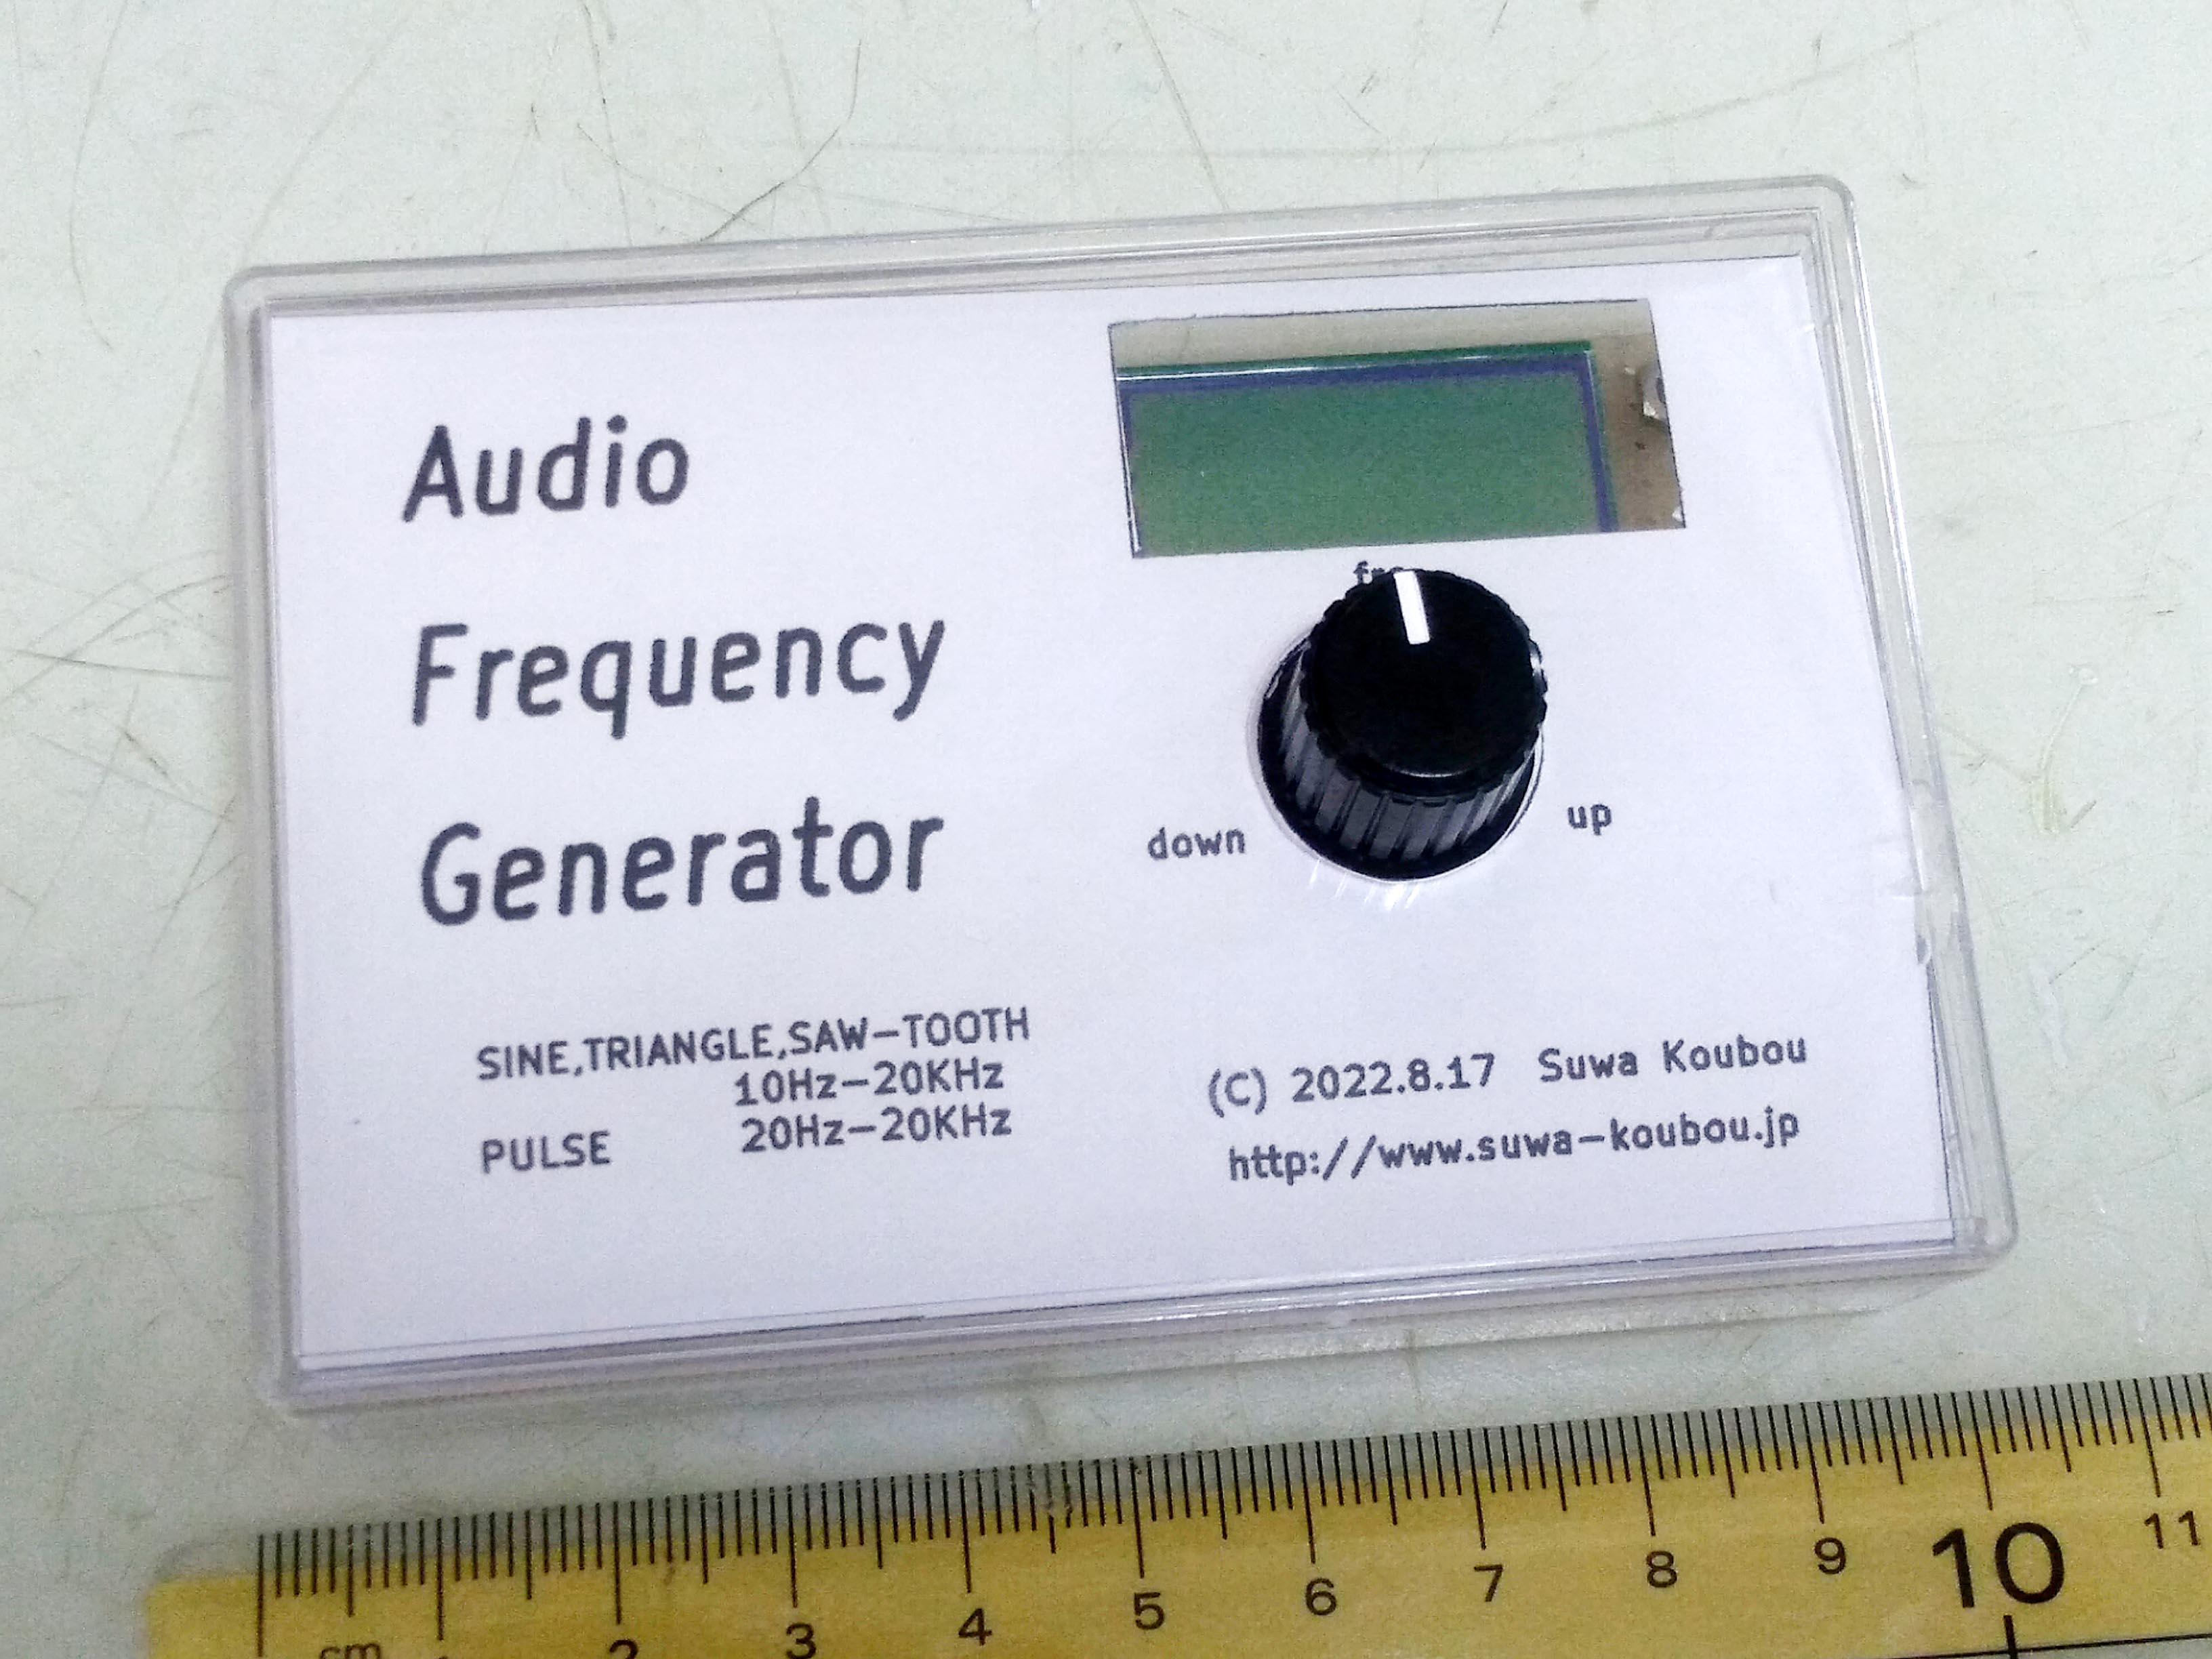 Audio
Frequency
Generator
down
up
SINE,TRIANGLE,SAW-TOOTH
10Hz-20KHz
PULSE 20Hz-20KHz
(C) 2022.8.17 Suwa Koubou
http://www.suwa-koubou.jp
cm 2 3 4 5 6 7 8 9 10 11